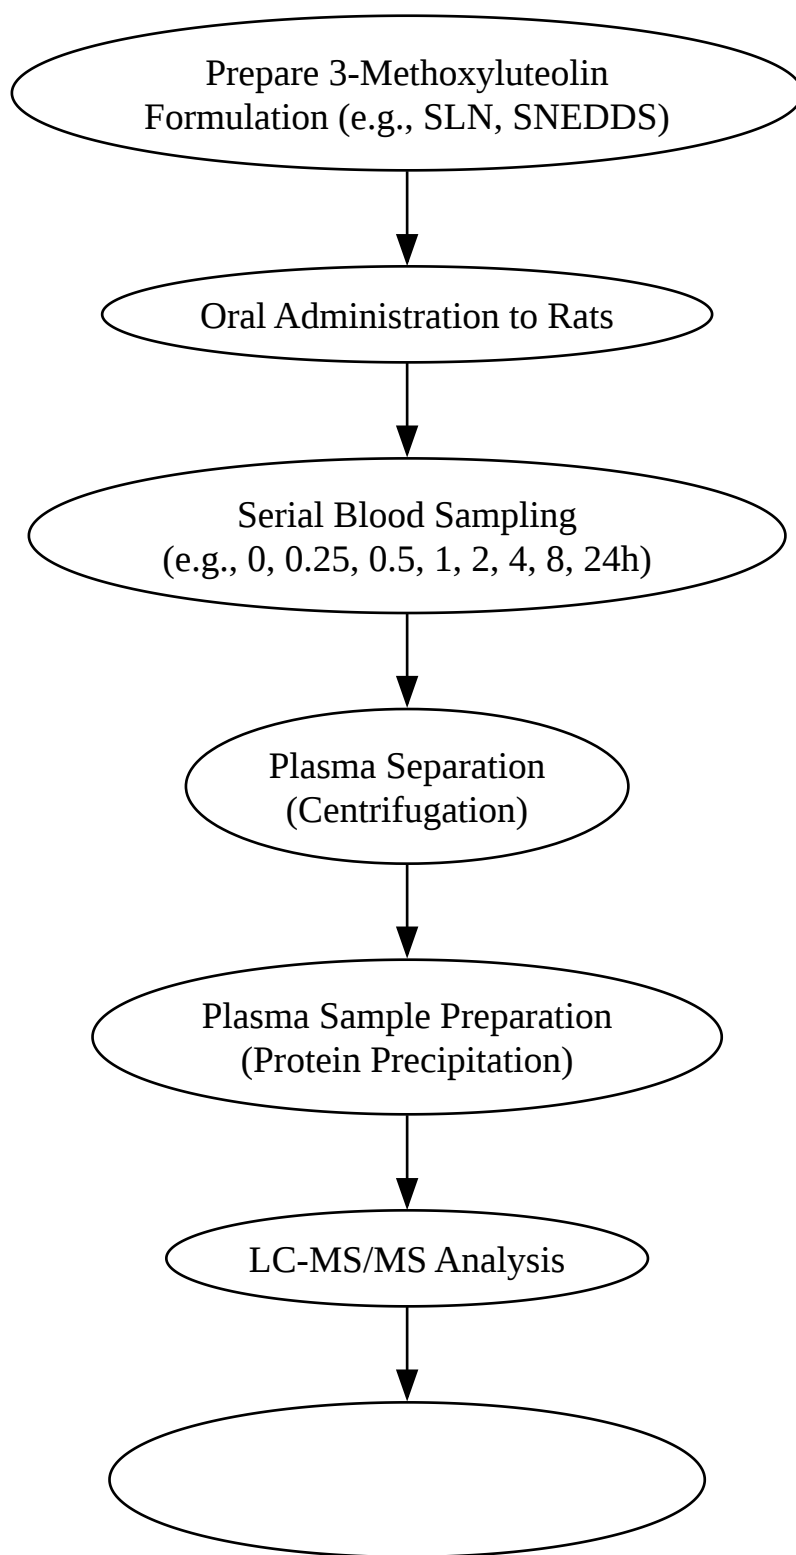 Prepare 3-Methoxyluteolin
Formulation (e.g., SLN, SNEDDS)
Oral Administration to Rats
Serial Blood Sampling
(e.g., 0, 0.25, 0.5, 1, 2, 4, 8, 24h)
Plasma Separation
(Centrifugation)
Plasma Sample Preparation
(Protein Precipitation)
LC-MS/MS Analysis